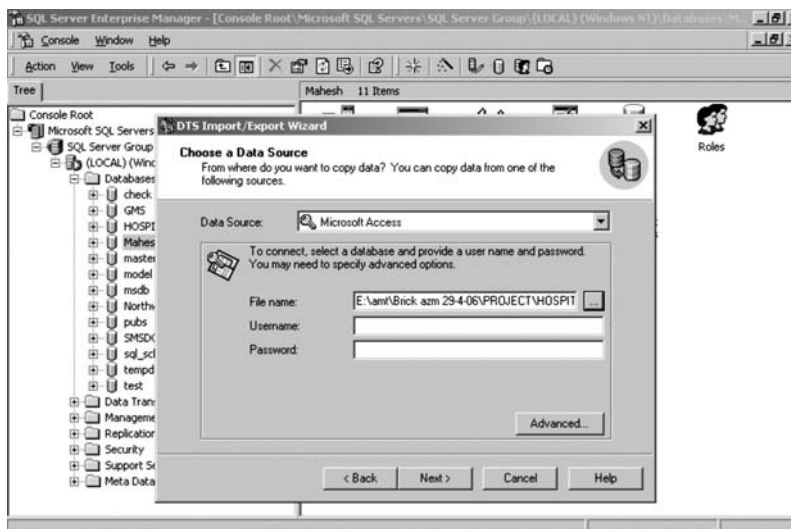 SQL Server Enterprise Manager - [Console Root\Microsoft SQL Servers\SQL Server Group\(LOCAL) (Windows NT)\Databases\M...
Console Window Help
Action View Tools
Tree
Mahesh 11 Items
Console Root
Microsoft SQL Servers
SQL Server Group
(LOCAL) (Winc
Databases
check
GMS
HOSPI
Mahes
master
model
msdb
Northw
pubs
SMSDC
sql_scl
tempd
test
Data Tran
Manageme
Replication
Security
Support Se
Meta Data
Roles
DTS Import/Export Wizard
Choose a Data Source
From where do you want to copy data? You can copy data from one of the
following sources.
Data Source: Microsoft Access
To connect, select a database and provide a user name and password.
You may need to specify advanced options.
File name: E:\amt\Brick azm 29-4-06\PROJECT\HOSPIT ...
Username:
Password:
Advanced...
< Back Next > Cancel Help